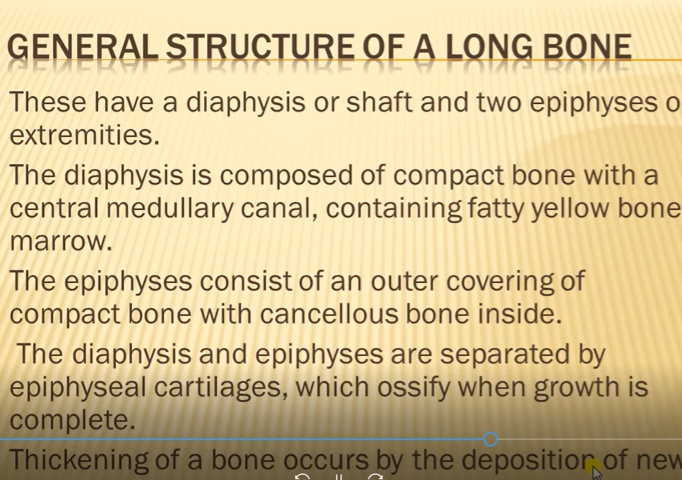 GENERAL STRUCTURE OF A LONG BONE
These have a diaphysis or shaft and two epiphyses o
extremities.
The diaphysis is composed of compact bone with a
central medullary canal, containing fatty yellow bone
marrow.
The epiphyses consist of an outer covering of
compact bone with cancellous bone inside.
The diaphysis and epiphyses are separated by
epiphyseal cartilages, which ossify when growth is
complete.
Thickening of a bone occurs by the deposition of new